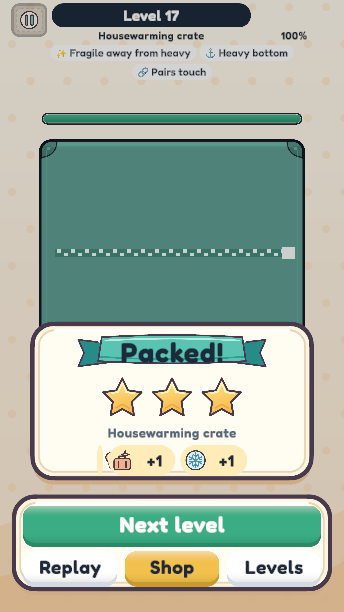 Level 17
Housewarming crate 100%
✨ Fragile away from heavy ⚓ Heavy bottom
🔗 Pairs touch
Packed!
Housewarming crate
+1 +1
Next level
Replay Shop Levels